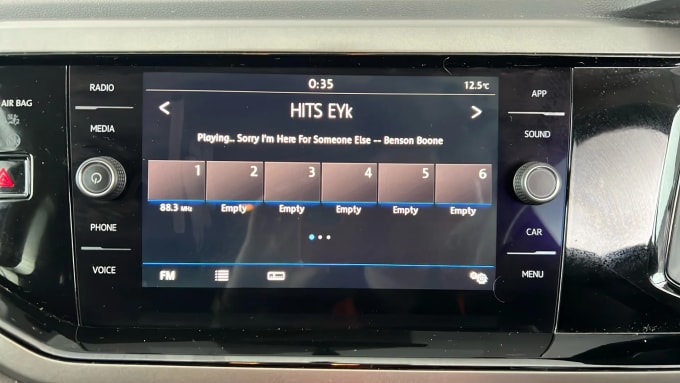 0:35 12.5°C
HITS EYk
Playing... Sorry I'm Here For Someone Else -- Benson Boone
1 2 3 4 5 6
88.3 MHz Empty Empty Empty Empty Empty
FM
AIR BAG
RADIO
MEDIA
PHONE
VOICE
APP
SOUND
CAR
MENU